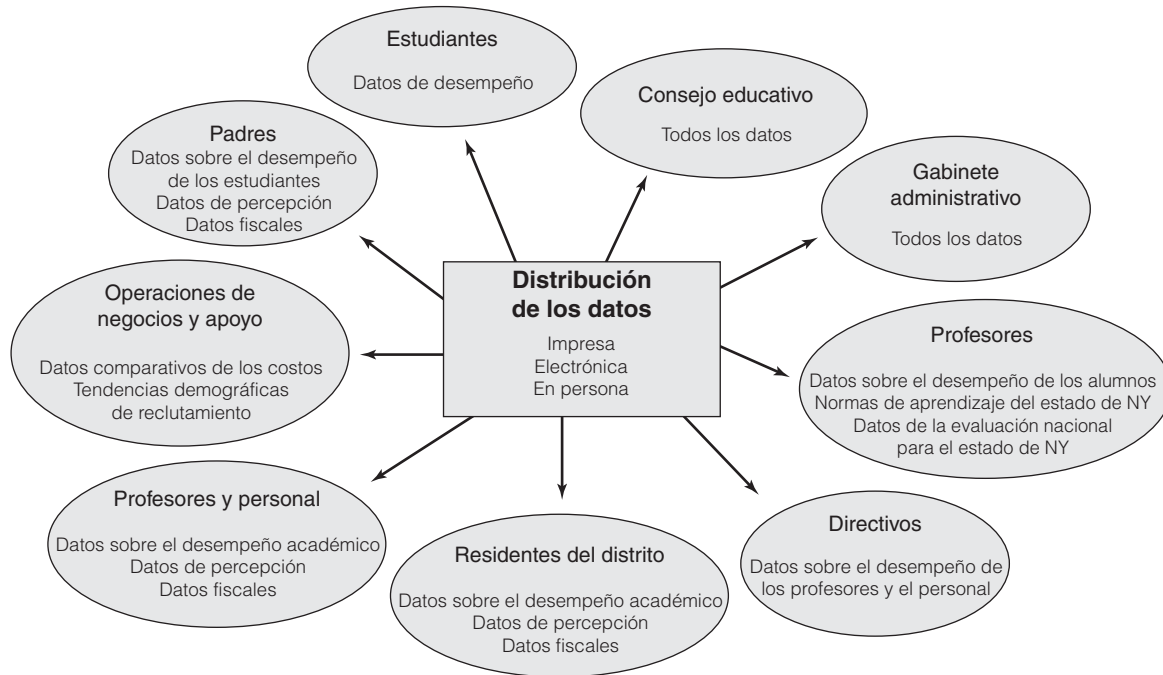 Estudiantes
Datos de desempeño
Consejo educativo
Todos los datos
Padres
Datos sobre el desempeño
de los estudiantes
Datos de percepción
Datos fiscales
Gabinete
administrativo
Todos los datos
Distribución
de los datos
Impresa
Electrónica
En persona
Operaciones de
negocios y apoyo
Datos comparativos de los costos
Tendencias demográficas
de reclutamiento
Profesores
Datos sobre el desempeño de los alumnos
Normas de aprendizaje del estado de NY
Datos de la evaluación nacional
para el estado de NY
Profesores y personal
Datos sobre el desempeño académico
Datos de percepción
Datos fiscales
Residentes del distrito
Datos sobre el desempeño académico
Datos de percepción
Datos fiscales
Directivos
Datos sobre el desempeño de
los profesores y el personal